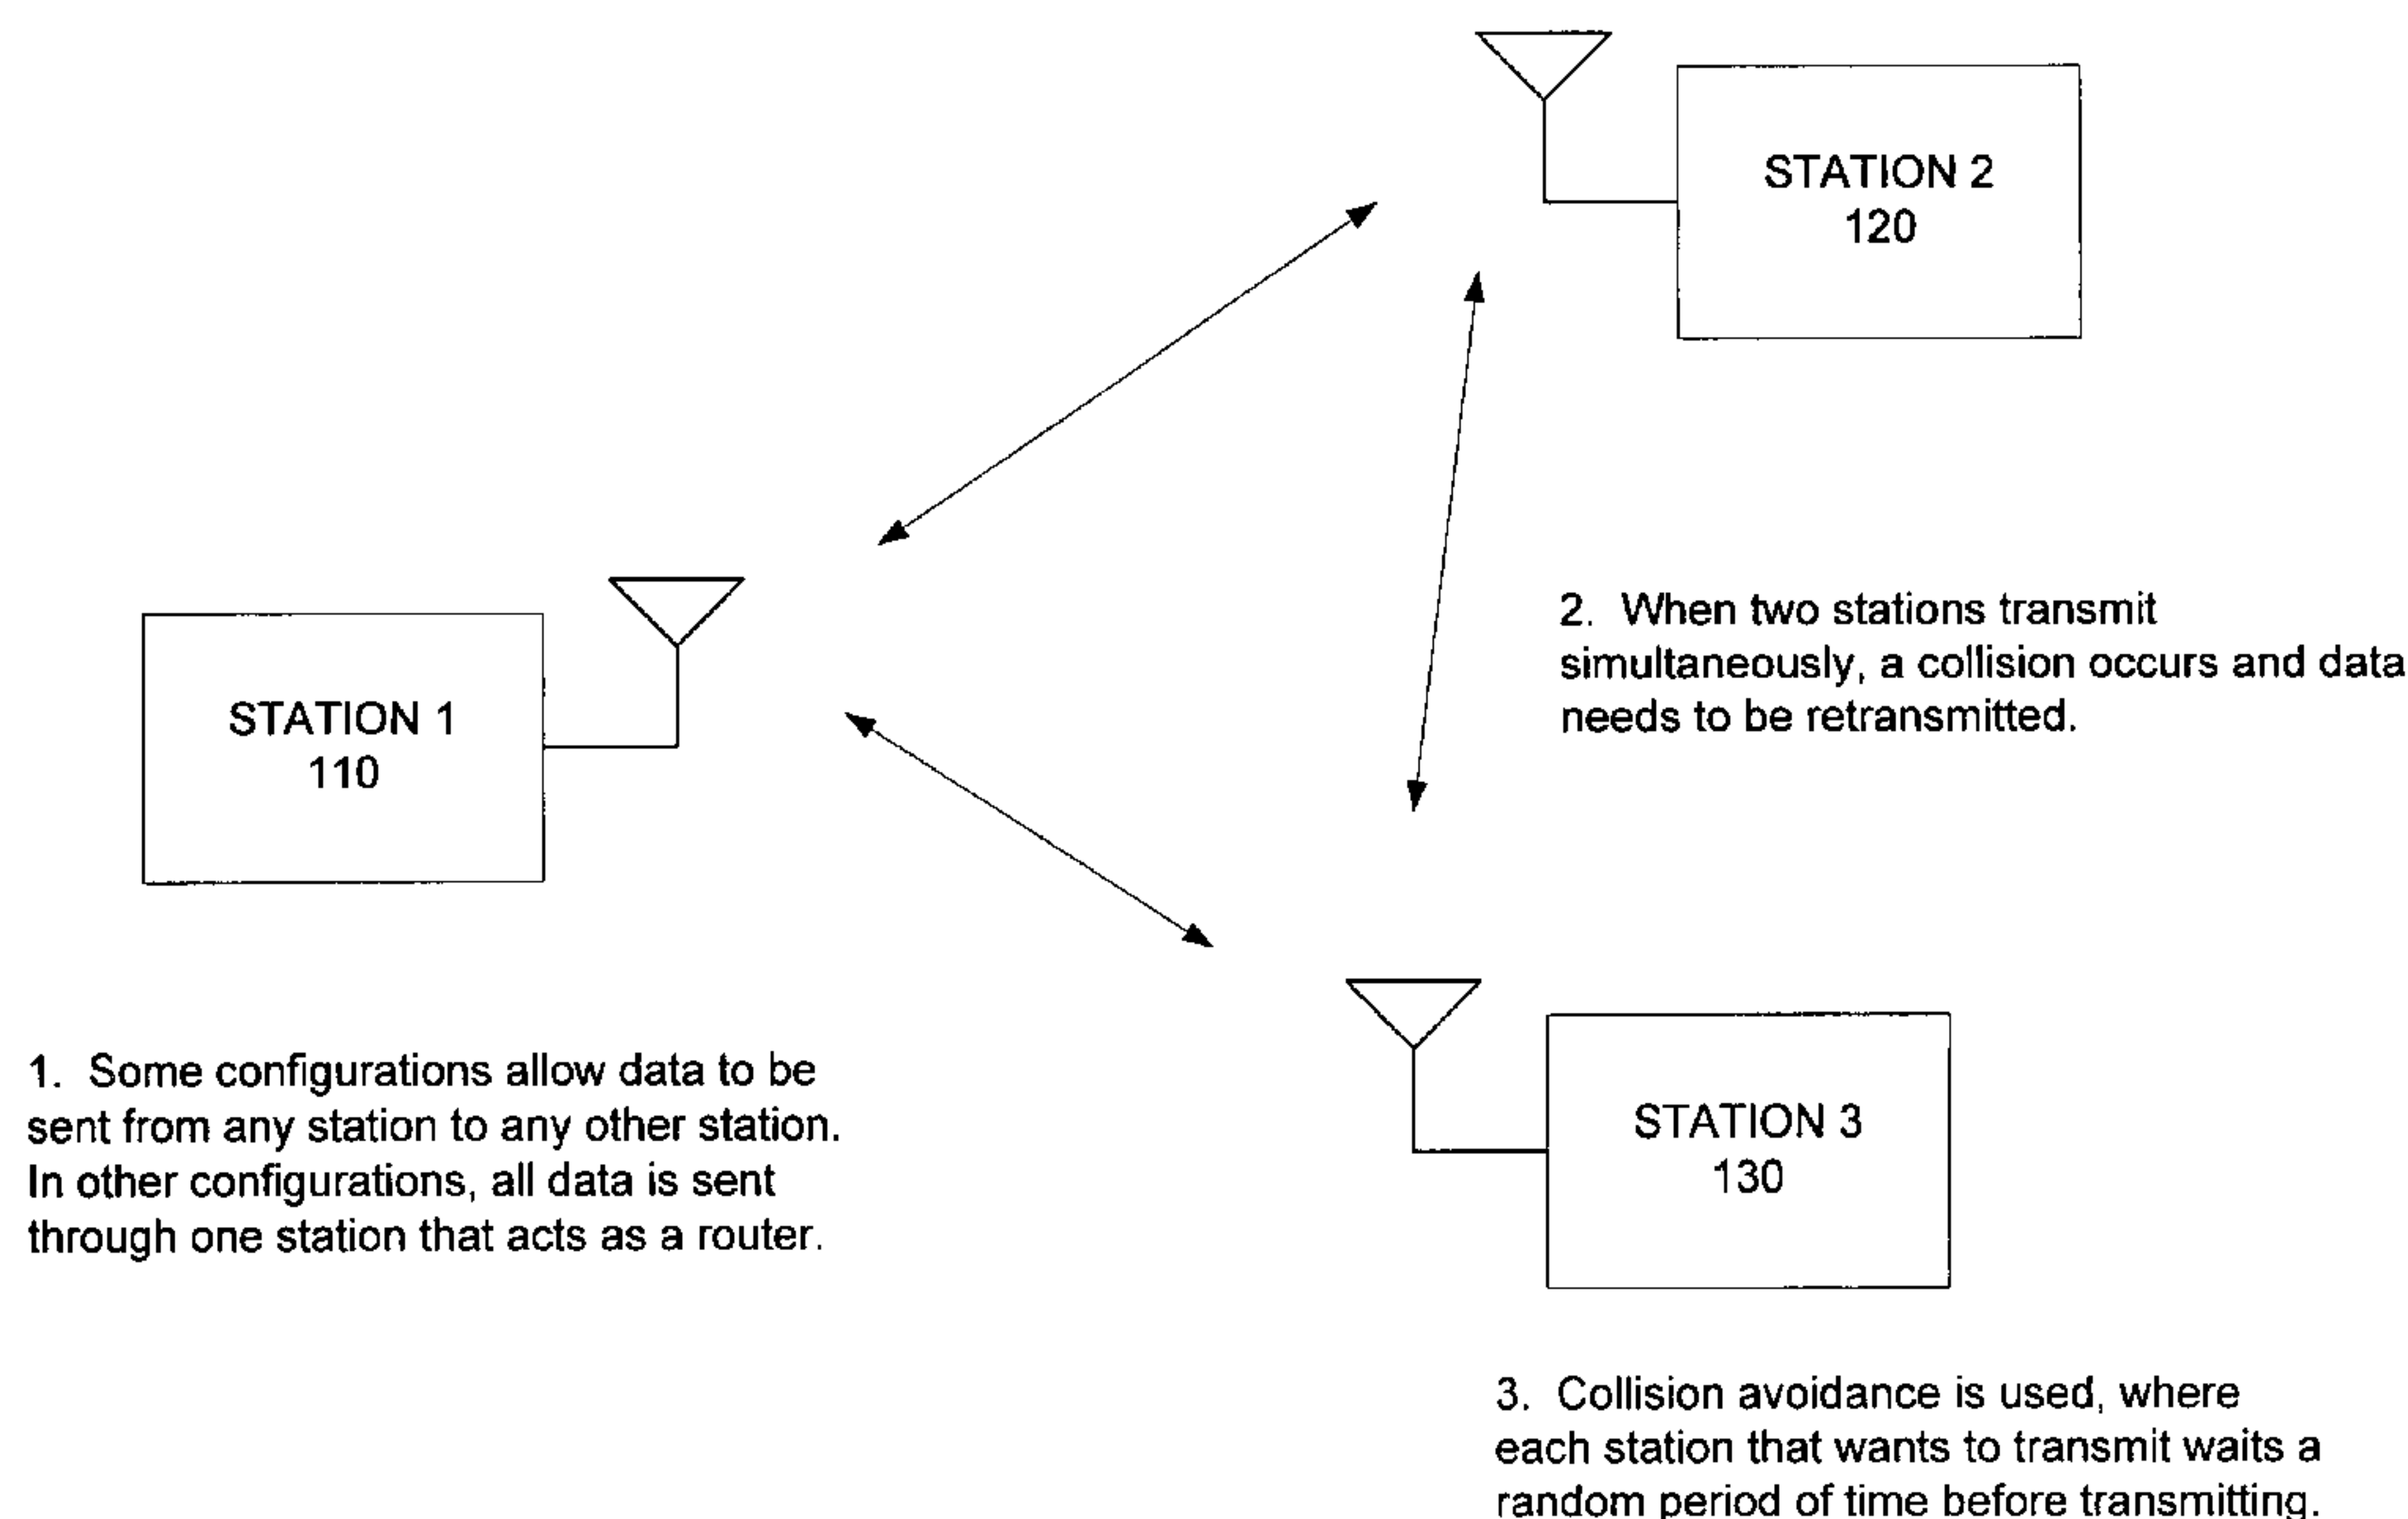 STATION 2
120
STATION 1
110
2. When two stations transmit
simultaneously, a collision occurs and data
needs to be retransmitted.
1. Some configurations allow data to be
sent from any station to any other station.
In other configurations, all data is sent
through one station that acts as a router.
STATION 3
130
3. Collision avoidance is used, where
each station that wants to transmit waits a
random period of time before transmitting.